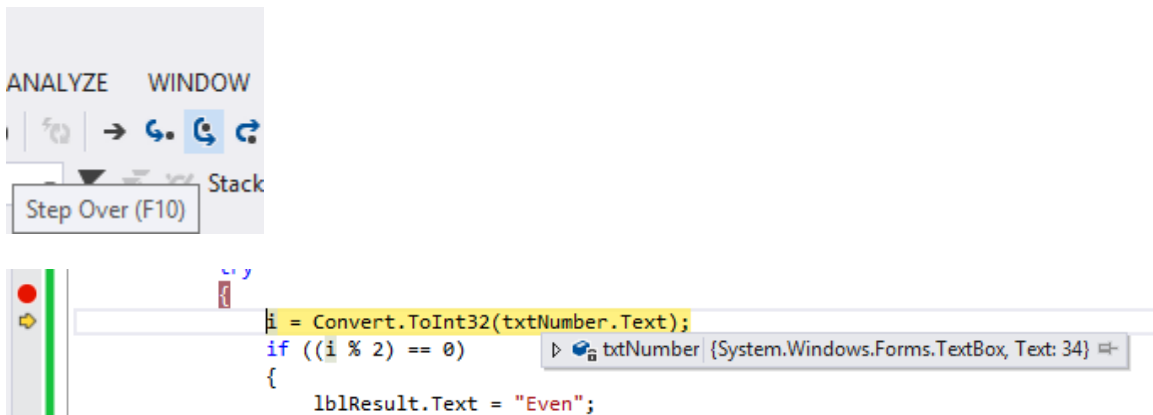 ANALYZE WINDOW
Stack
Step Over (F10)
try
{
i = Convert.ToInt32(txtNumber.Text);
if ((i % 2) == 0)
txtNumber {System.Windows.Forms.TextBox, Text: 34}
{
lblResult.Text = "Even";